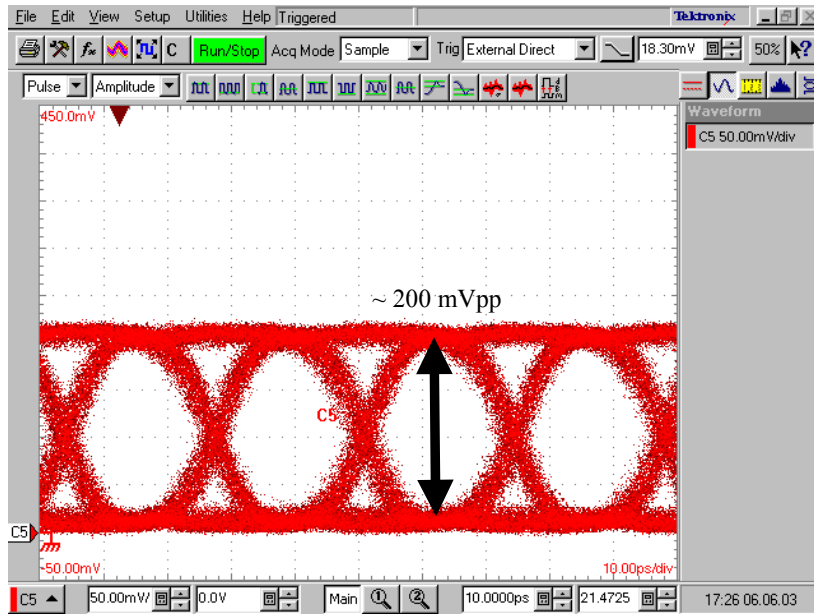 File Edit View Setup Utilities Help Triggered Tektronix
C Run/Stop Acq Mode Sample Trig External Direct 18.30mV 50% ?
Pulse Amplitude
450.0mV
Waveform
C5 50.00mV/div
~ 200 mVpp
C5
C5
-50.00mV
10.00ps/div
C5 50.00mV/ 0.0V Main 1 2 10.0000ps 21.4725 17:26 06.06.03